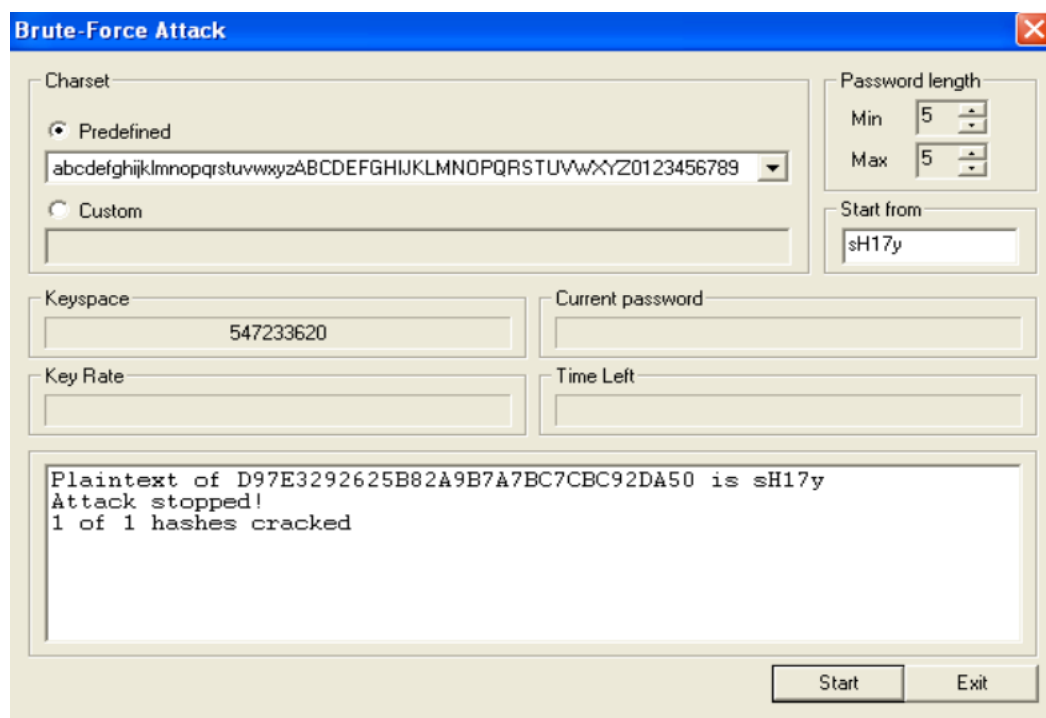 Brute-Force Attack
Charset
Predefined
abcdefghijklmnopqrstuvwxyzABCDEFGHIJKLMNOPQRSTUVWXYZ0123456789
Custom
Password length
Min 5
Max 5
Start from
sH17y
Keyspace
547233620
Current password
Key Rate
Time Left
Plaintext of D97E3292625B82A9B7A7BC7CBC92DA50 is sH17y
Attack stopped!
1 of 1 hashes cracked
Start
Exit